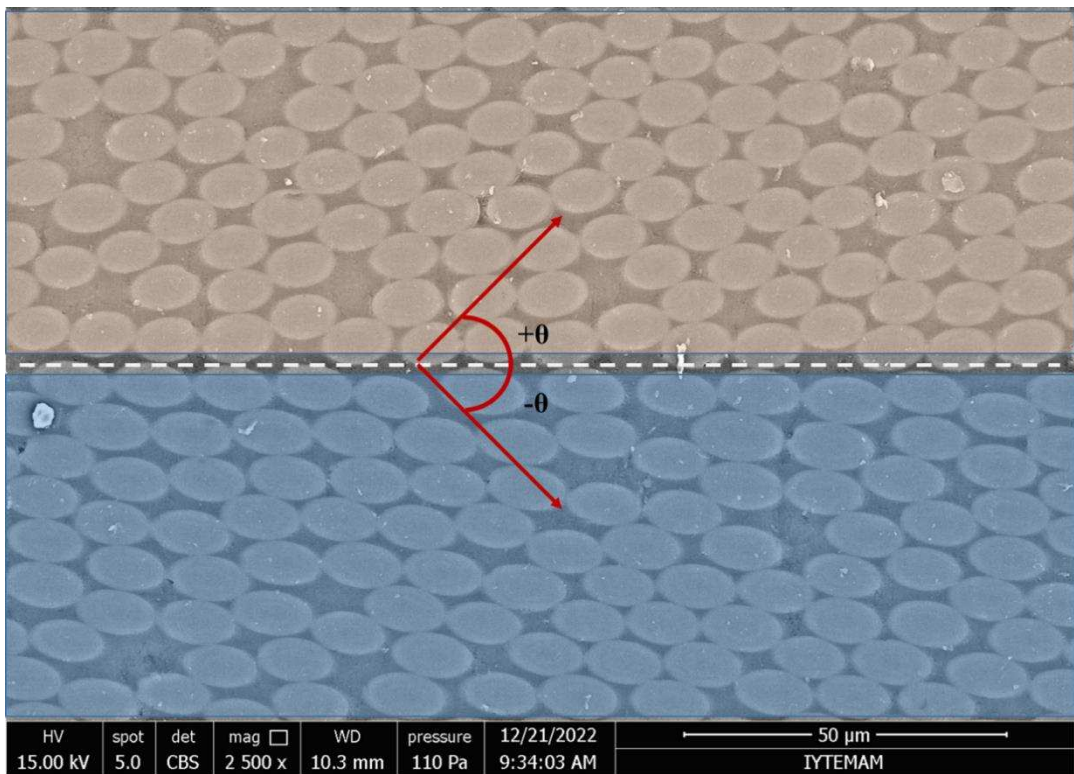 +θ
-θ
HV spot det mag □ WD pressure 12/21/2022 50 µm
15.00 kV 5.0 CBS 2 500 x 10.3 mm 110 Pa 9:34:03 AM IYTEMAM